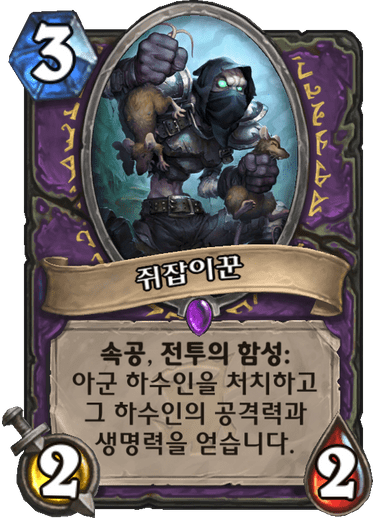 3
쥐잡이꾼
속공, 전투의 함성:
아군 하수인을 처치하고
그 하수인의 공격력과
생명력을 얻습니다.
2
2